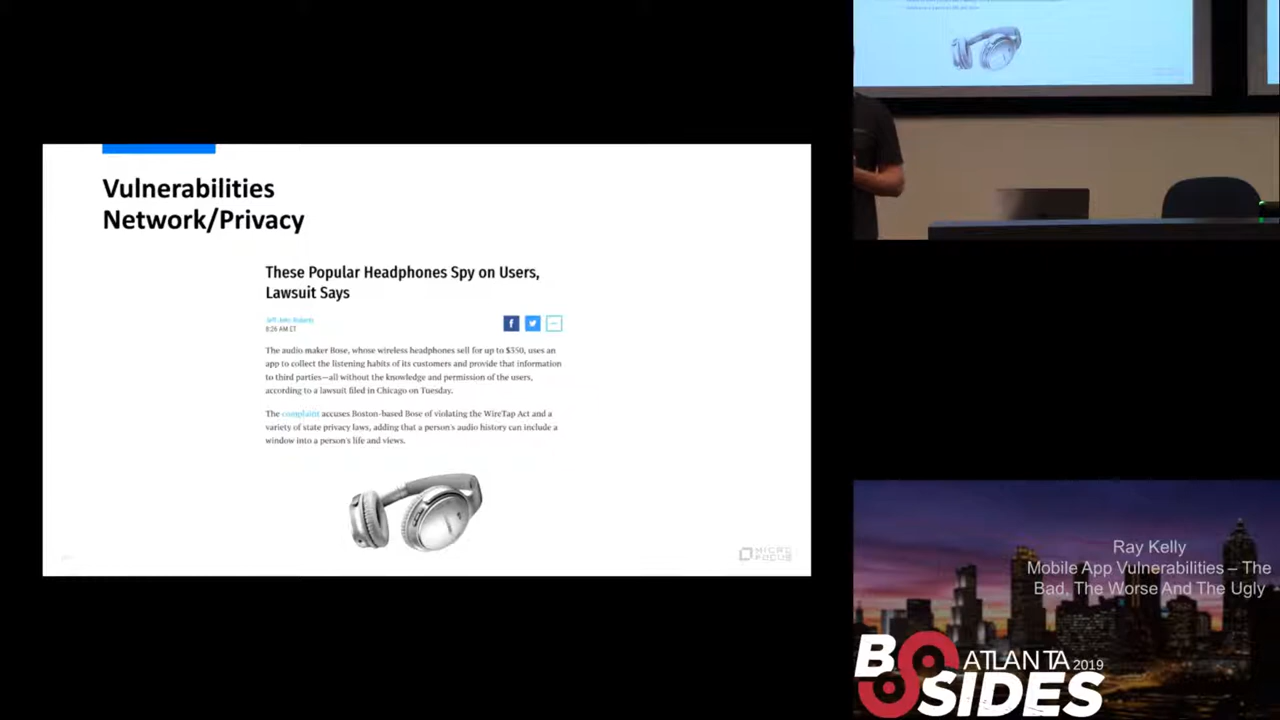 Vulnerabilities
Network/Privacy
These Popular Headphones Spy on Users,
Lawsuit Says
Jeff John Roberts
8:26 AM ET
The audio maker Bose, whose wireless headphones sell for up to $350, uses an
app to collect the listening habits of its customers and provide that information
to third parties—all without the knowledge and permission of the users,
according to a lawsuit filed in Chicago on Tuesday.
The complaint accuses Boston-based Bose of violating the WireTap Act and a
variety of state privacy laws, adding that a person's audio history can include a
window into a person's life and views.
MICRO
FOCUS
Ray Kelly
Mobile App Vulnerabilities – The
Bad, The Worse And The Ugly
BSIDES
ATLANTA 2019